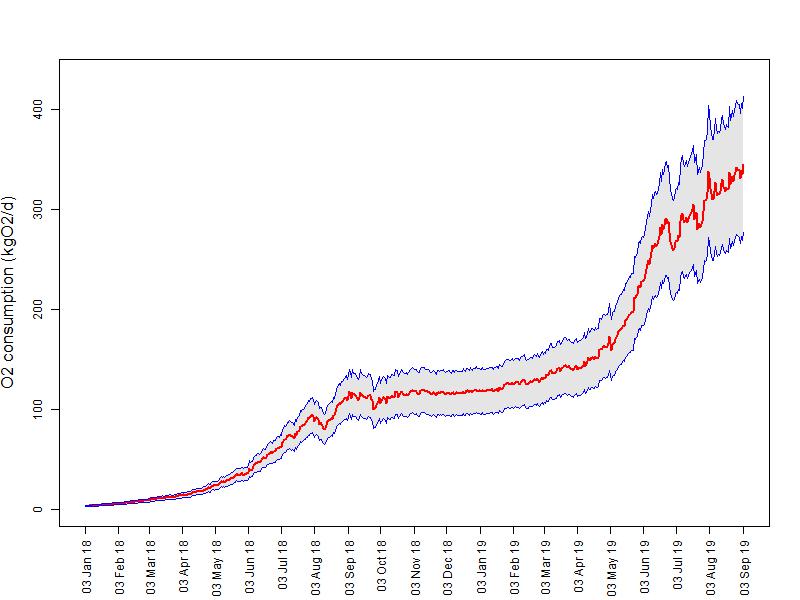 O2 consumption (kgO2/d)
400
300
200
100
0
03 Jan 18
03 Feb 18
03 Mar 18
03 Apr 18
03 May 18
03 Jun 18
03 Jul 18
03 Aug 18
03 Sep 18
03 Oct 18
03 Nov 18
03 Dec 18
03 Jan 19
03 Feb 19
03 Mar 19
03 Apr 19
03 May 19
03 Jun 19
03 Jul 19
03 Aug 19
03 Sep 19